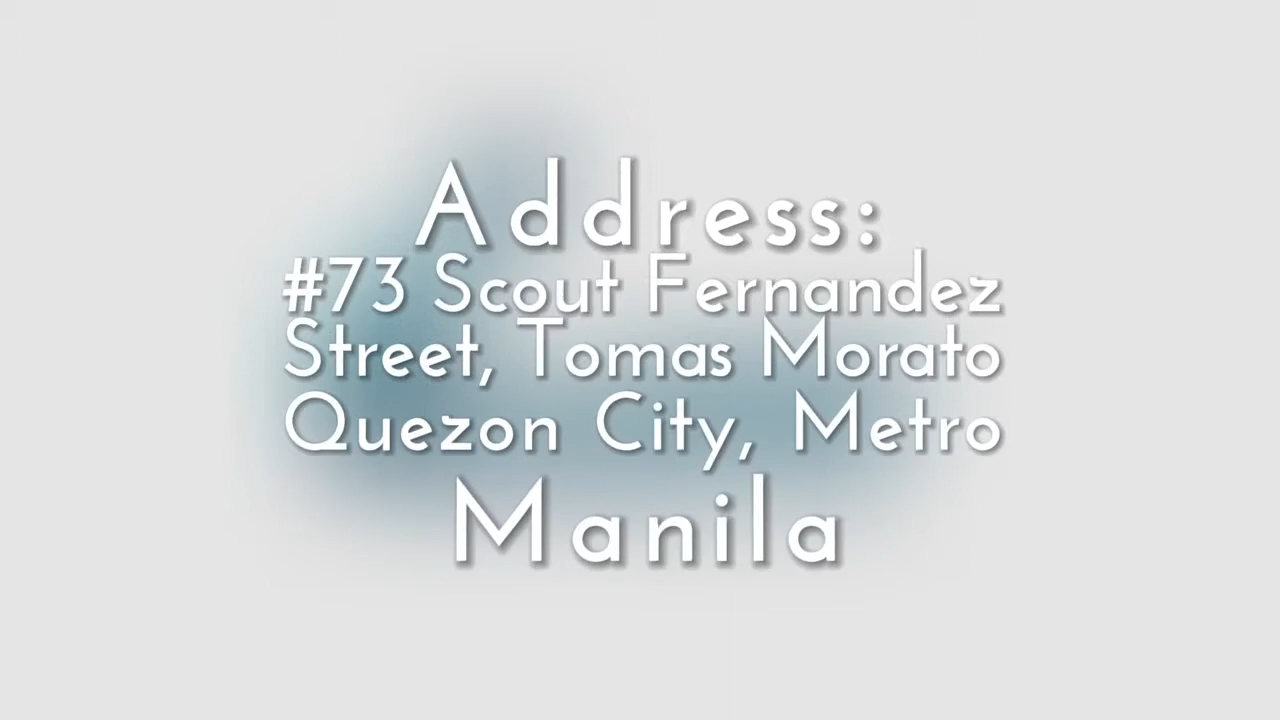 Address:
#73 Scout Fernandez
Street, Tomas Morato
Quezon City, Metro
Manila